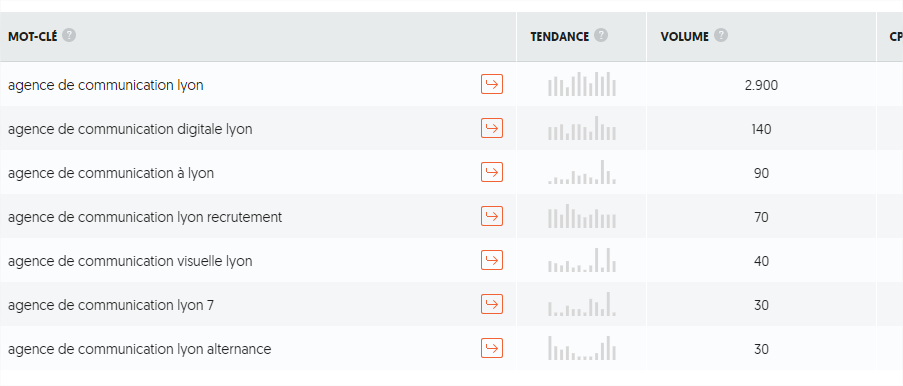 MOT-CLÉ ? TENDANCE ? VOLUME ? CP
agence de communication lyon 2.900
agence de communication digitale lyon 140
agence de communication à lyon 90
agence de communication lyon recrutement 70
agence de communication visuelle lyon 40
agence de communication lyon 7 30
agence de communication lyon alternance 30